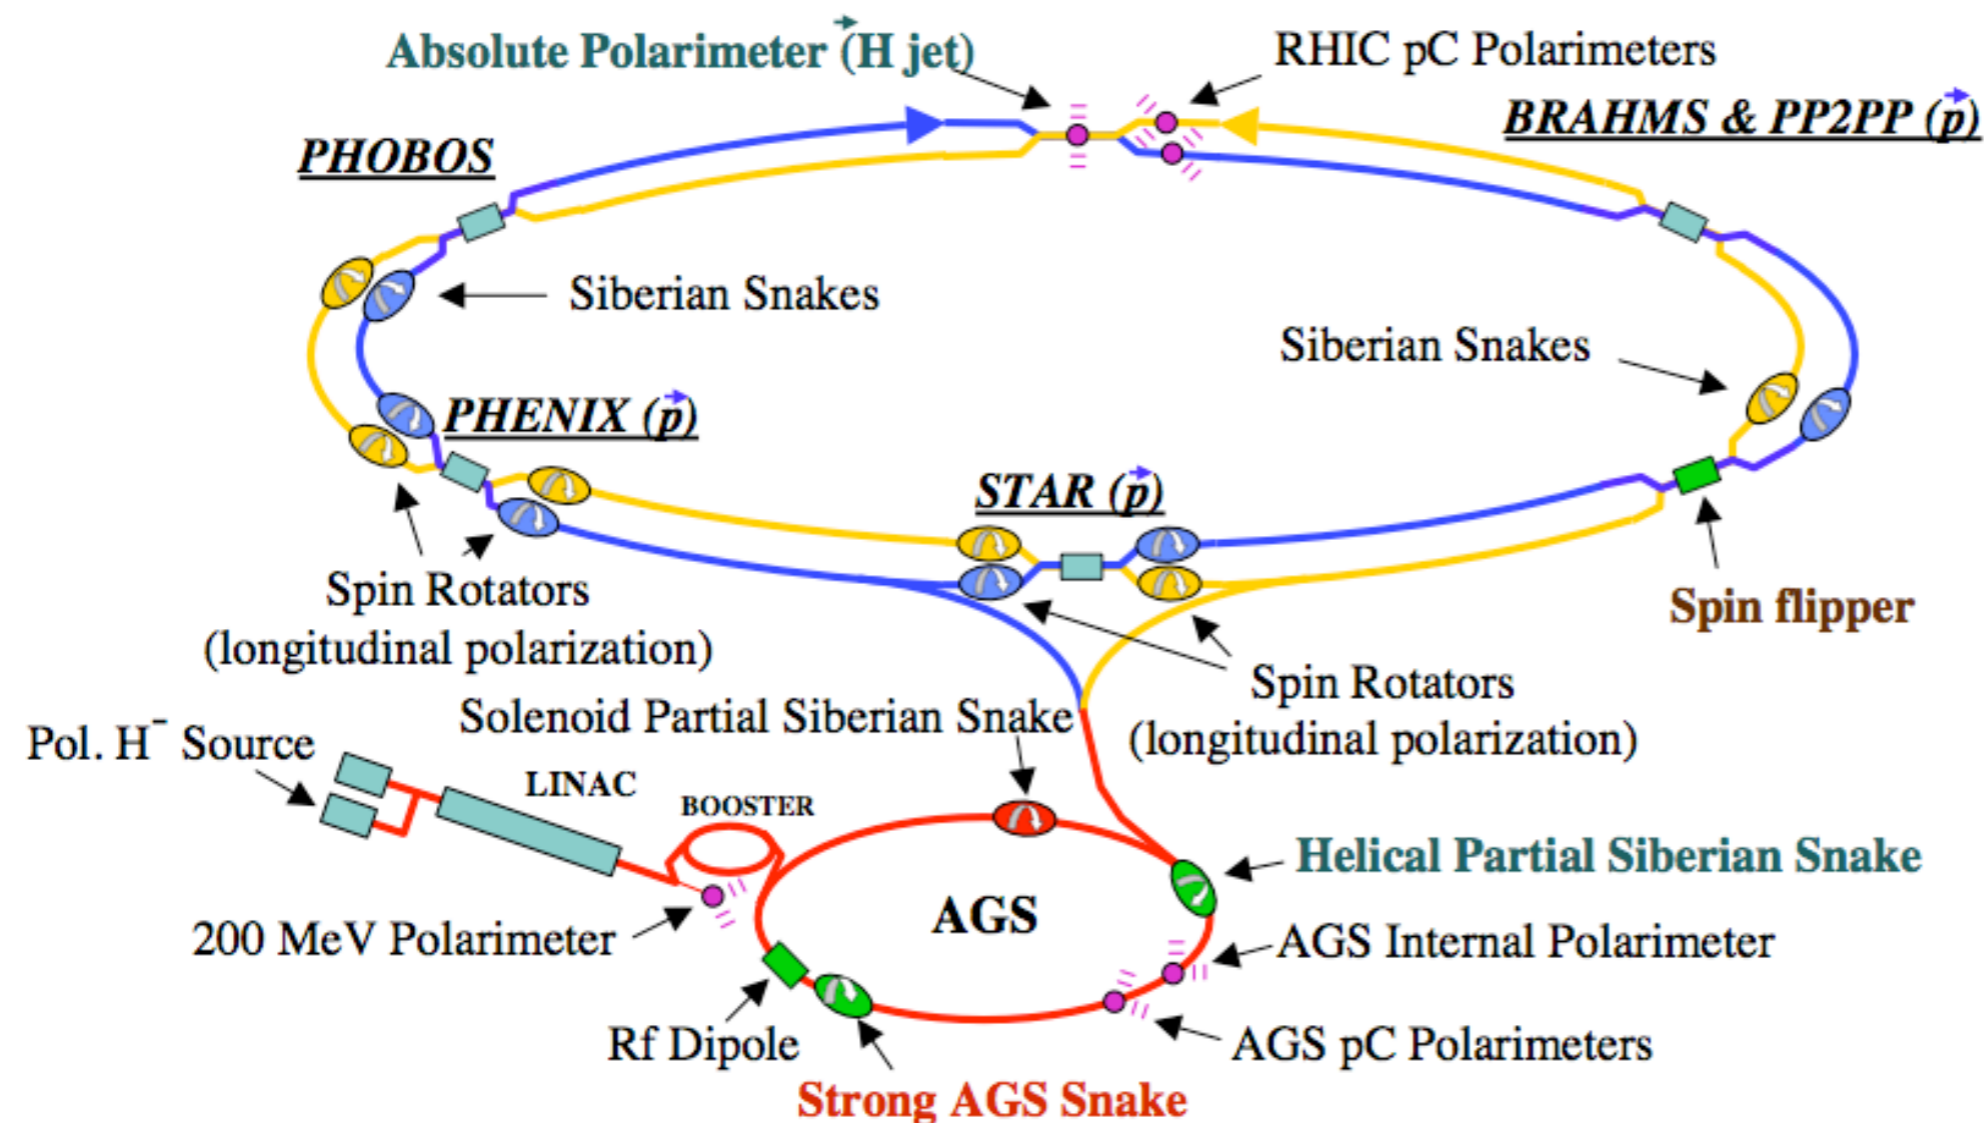 Absolute Polarimeter (H jet)
RHIC pC Polarimeters
BRAHMS & PP2PP (p)
PHOBOS
Siberian Snakes
Siberian Snakes
PHENIX (p)
STAR (p)
Spin Rotators
(longitudinal polarization)
Spin flipper
Spin Rotators
(longitudinal polarization)
Solenoid Partial Siberian Snake
Pol. H⁻ Source
LINAC
BOOSTER
Helical Partial Siberian Snake
AGS
200 MeV Polarimeter
AGS Internal Polarimeter
Rf Dipole
AGS pC Polarimeters
Strong AGS Snake